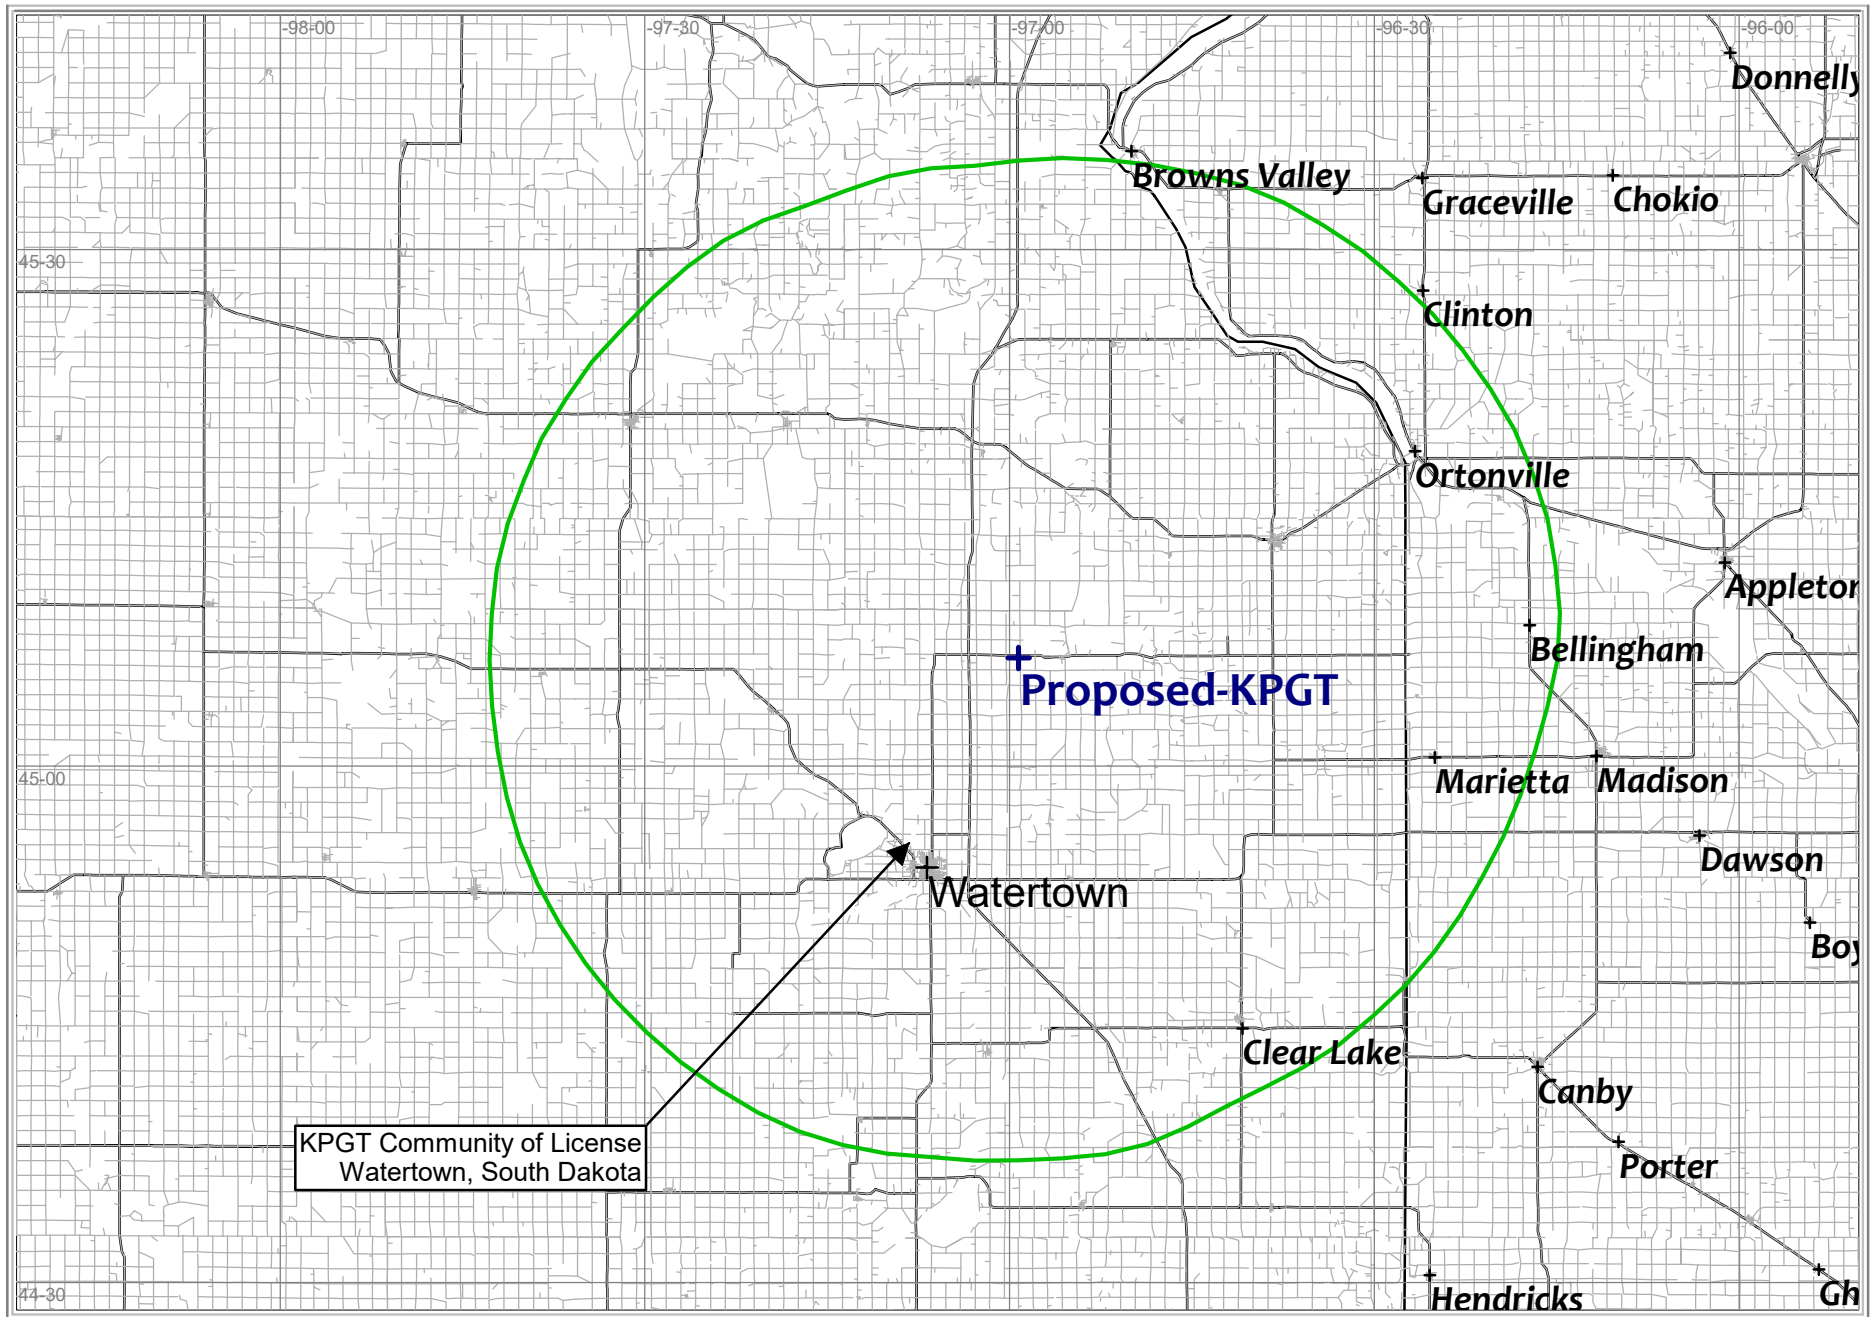 -98-00
-97-30
-97-00
-96-30
-96-00
Donnelly
Browns Valley
Graceville
Chokio
45-30
Clinton
Ortonville
Appleton
Bellingham
Proposed-KPGT
45-00
Marietta
Madison
Dawson
Watertown
Boy
Clear Lake
Canby
KPGT Community of License
Watertown, South Dakota
Porter
44-30
Hendricks
Gh